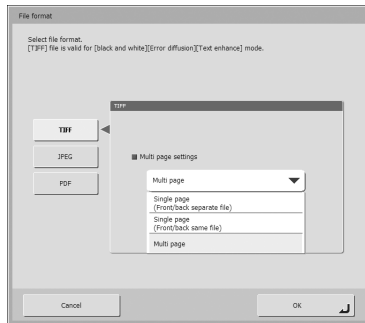 File format
Select file format.
[TIFF] file is valid for [black and white][Error diffusion][Text enhance] mode.
TIFF
TIFF
JPEG
PDF
Multi page settings
Multi page
Single page
(Front/back separate file)
Single page
(Front/back same file)
Multi page
Cancel
OK